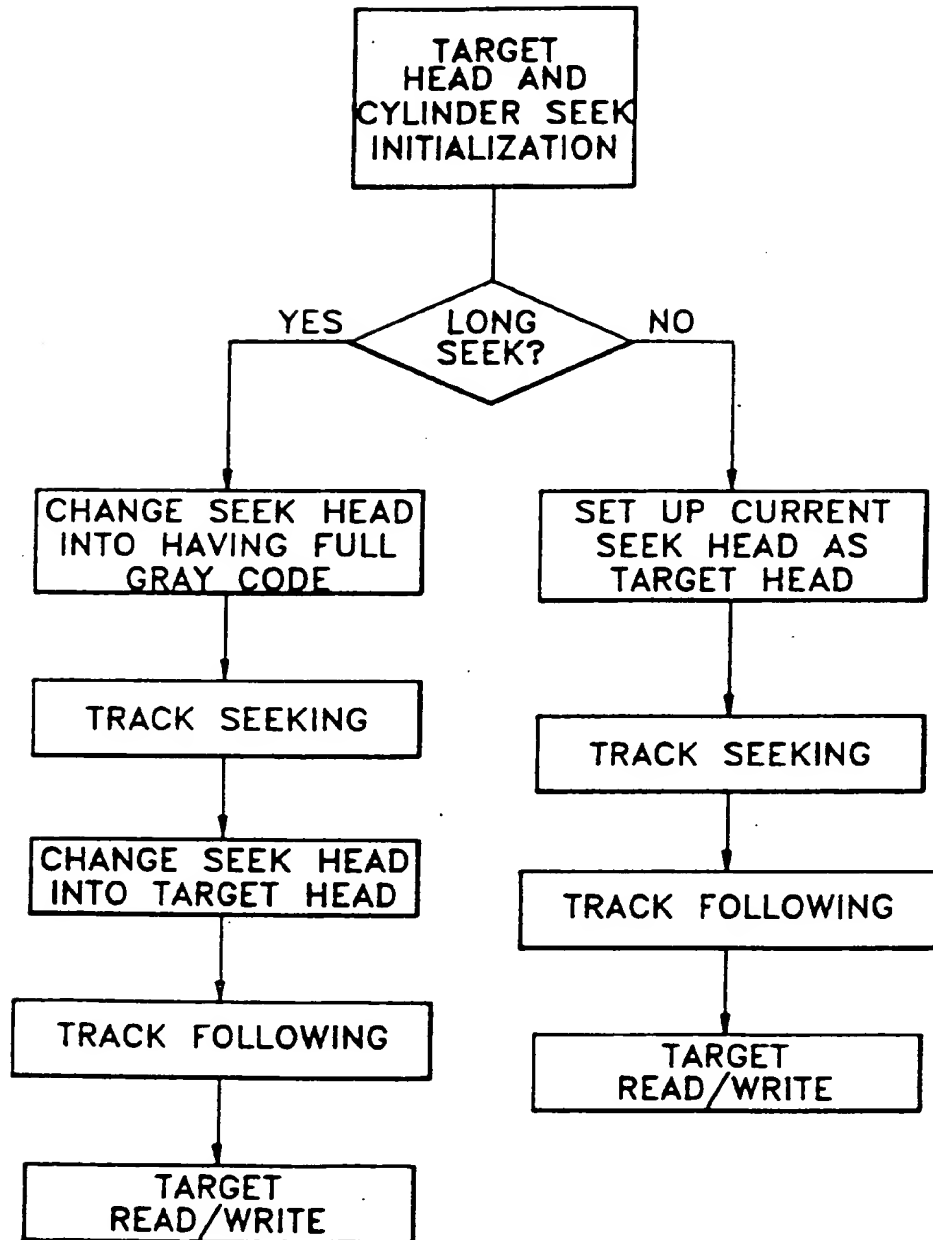 TARGET
HEAD AND
CYLINDER SEEK
INITIALIZATION
YES
LONG
SEEK?
NO
CHANGE SEEK HEAD
INTO HAVING FULL
GRAY CODE
TRACK SEEKING
CHANGE SEEK HEAD
INTO TARGET HEAD
TRACK FOLLOWING
TARGET
READ/WRITE
SET UP CURRENT
SEEK HEAD AS
TARGET HEAD
TRACK SEEKING
TRACK FOLLOWING
TARGET
READ/WRITE